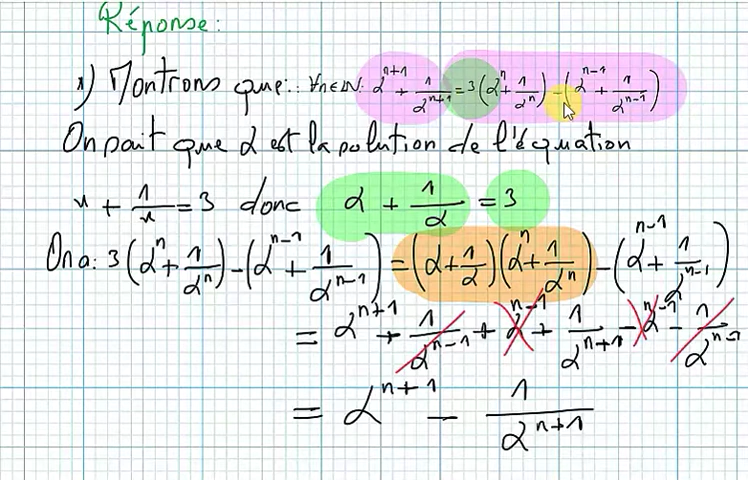 Réponse:
1) Montrons que: ∀n∈ℕ: α^{n+1} + 1/α^{n+1} = 3(α^n + 1/α^n) - (α^{n-1} + 1/α^{n-1})
On sait que α est la solution de l'équation
x + 1/x = 3 donc α + 1/α = 3
On a: 3(α^n + 1/α^n) - (α^{n-1} + 1/α^{n-1}) = (α + 1/α)(α^n + 1/α^n) - (α^{n-1} + 1/α^{n-1})
= α^{n+1} + 1/α^{n-1} + α^{n-1} + 1/α^{n+1} - α^{n-1} - 1/α^{n-1}
= α^{n+1} - 1/α^{n+1}